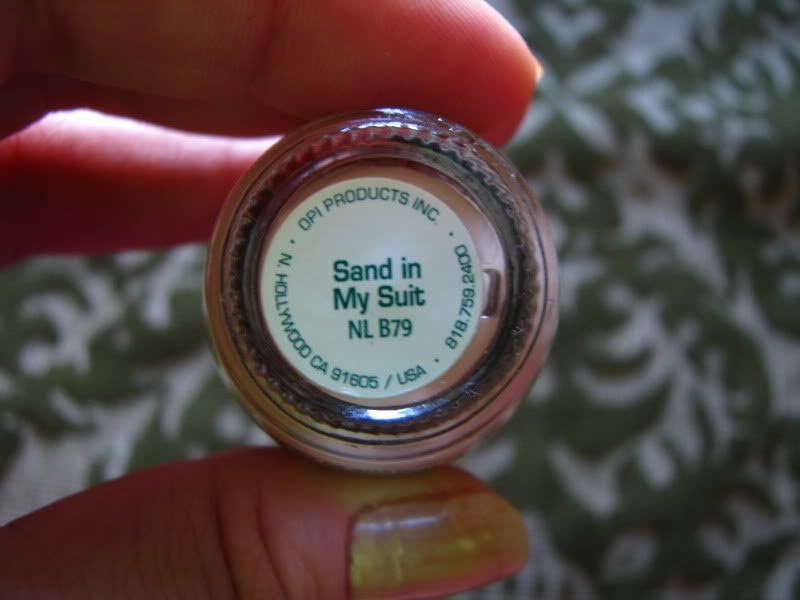 OPI PRODUCTS INC. • 818.759.2400 • N. HOLLYWOOD CA 91605 / USA •
Sand in
My Suit
NL B79